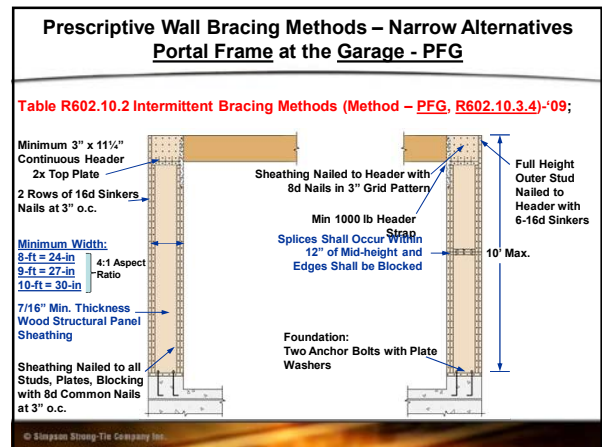 Prescriptive Wall Bracing Methods – Narrow Alternatives
Portal Frame at the Garage - PFG
Table R602.10.2 Intermittent Bracing Methods (Method – PFG, R602.10.3.4)-‘09;
Minimum 3” x 11¼”
Continuous Header
2x Top Plate
2 Rows of 16d Sinkers
Nails at 3” o.c.
Minimum Width:
8-ft = 24-in
9-ft = 27-in
10-ft = 30-in
4:1 Aspect
Ratio
7/16” Min. Thickness
Wood Structural Panel
Sheathing
Sheathing Nailed to all
Studs, Plates, Blocking
with 8d Common Nails
at 3” o.c.
Sheathing Nailed to Header with
8d Nails in 3” Grid Pattern
Min 1000 lb Header
Strap
Splices Shall Occur Within
12” of Mid-height and
Edges Shall be Blocked
Foundation:
Two Anchor Bolts with Plate
Washers
Full Height
Outer Stud
Nailed to
Header with
6-16d Sinkers
10’ Max.
© Simpson Strong-Tie Company Inc.